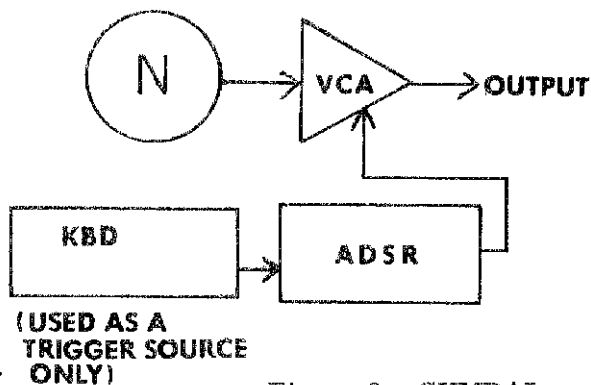 N
VCA
OUTPUT
KBD
ADSR
(USED AS A
TRIGGER SOURCE
ONLY)